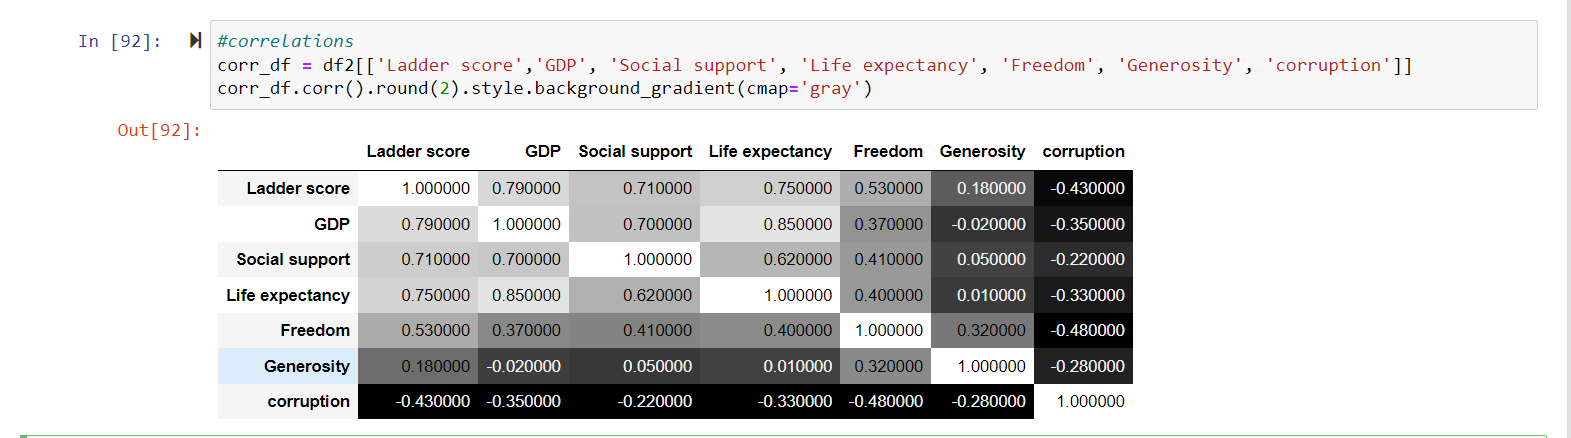 In [92]: #correlations
corr_df = df2[['Ladder score','GDP', 'Social support', 'Life expectancy', 'Freedom', 'Generosity', 'corruption']]
corr_df.corr().round(2).style.background_gradient(cmap='gray')
Out[92]:
Ladder score GDP Social support Life expectancy Freedom Generosity corruption
Ladder score 1.000000 0.790000 0.710000 0.750000 0.530000 0.180000 -0.430000
GDP 0.790000 1.000000 0.700000 0.850000 0.370000 -0.020000 -0.350000
Social support 0.710000 0.700000 1.000000 0.620000 0.410000 0.050000 -0.220000
Life expectancy 0.750000 0.850000 0.620000 1.000000 0.400000 0.010000 -0.330000
Freedom 0.530000 0.370000 0.410000 0.400000 1.000000 0.320000 -0.480000
Generosity 0.180000 -0.020000 0.050000 0.010000 0.320000 1.000000 -0.280000
corruption -0.430000 -0.350000 -0.220000 -0.330000 -0.480000 -0.280000 1.000000